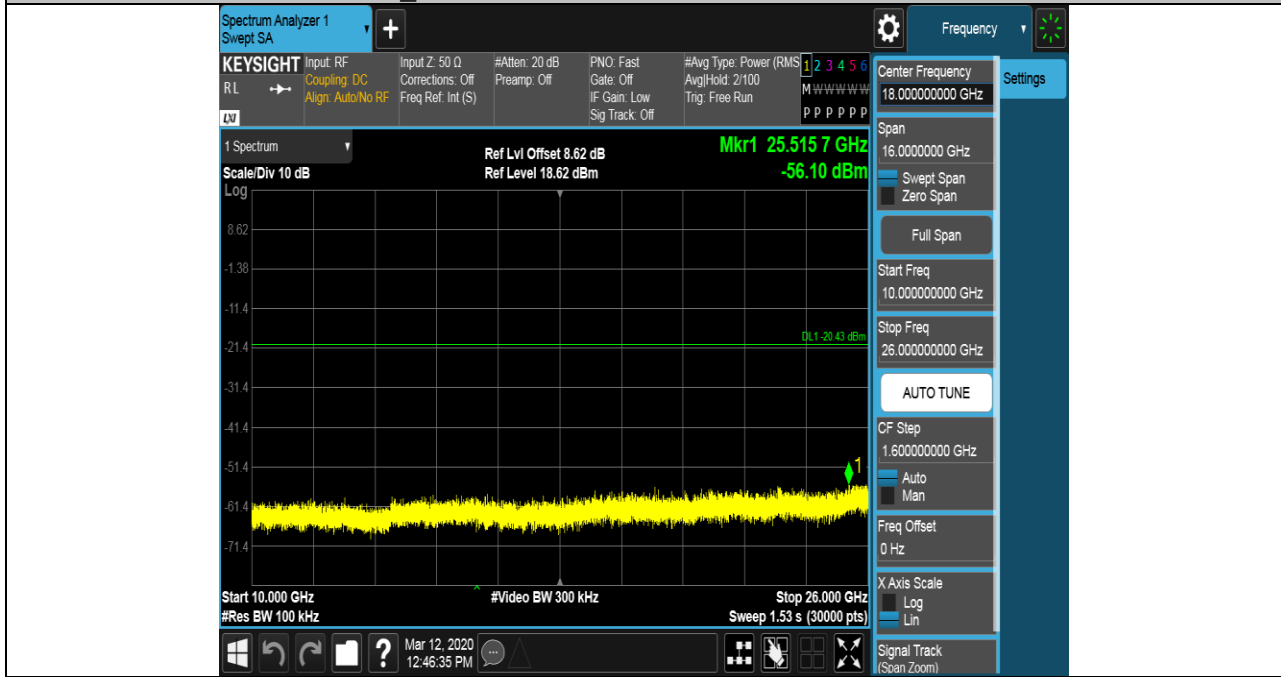 Spectrum Analyzer 1
Swept SA
+
Frequency
KEYSIGHT
RL
LXI
Input: RF
Coupling: DC
Align: Auto/No RF
Input Z: 50 Ω
Corrections: Off
Freq Ref: Int (S)
#Atten: 20 dB
Preamp: Off
PNO: Fast
Gate: Off
IF Gain: Low
Sig Track: Off
#Avg Type: Power (RMS
Avg|Hold: 2/100
Trig: Free Run
1 2 3 4 5 6
M W W W W W
P P P P P P
Center Frequency
18.000000000 GHz
Settings
1 Spectrum
Scale/Div 10 dB
Ref Lvl Offset 8.62 dB
Ref Level 18.62 dBm
Mkr1 25.515 7 GHz
-56.10 dBm
Log
8.62
-1.38
-11.4
-21.4
-31.4
-41.4
-51.4
-61.4
-71.4
DL1 -20.43 dBm
1
Start 10.000 GHz
#Video BW 300 kHz
Stop 26.000 GHz
#Res BW 100 kHz
Sweep 1.53 s (30000 pts)
Span
16.0000000 GHz
Swept Span
Zero Span
Full Span
Start Freq
10.000000000 GHz
Stop Freq
26.000000000 GHz
AUTO TUNE
CF Step
1.600000000 GHz
Auto
Man
Freq Offset
0 Hz
X Axis Scale
Log
Lin
Signal Track
(Span Zoom)
?
Mar 12, 2020
12:46:35 PM